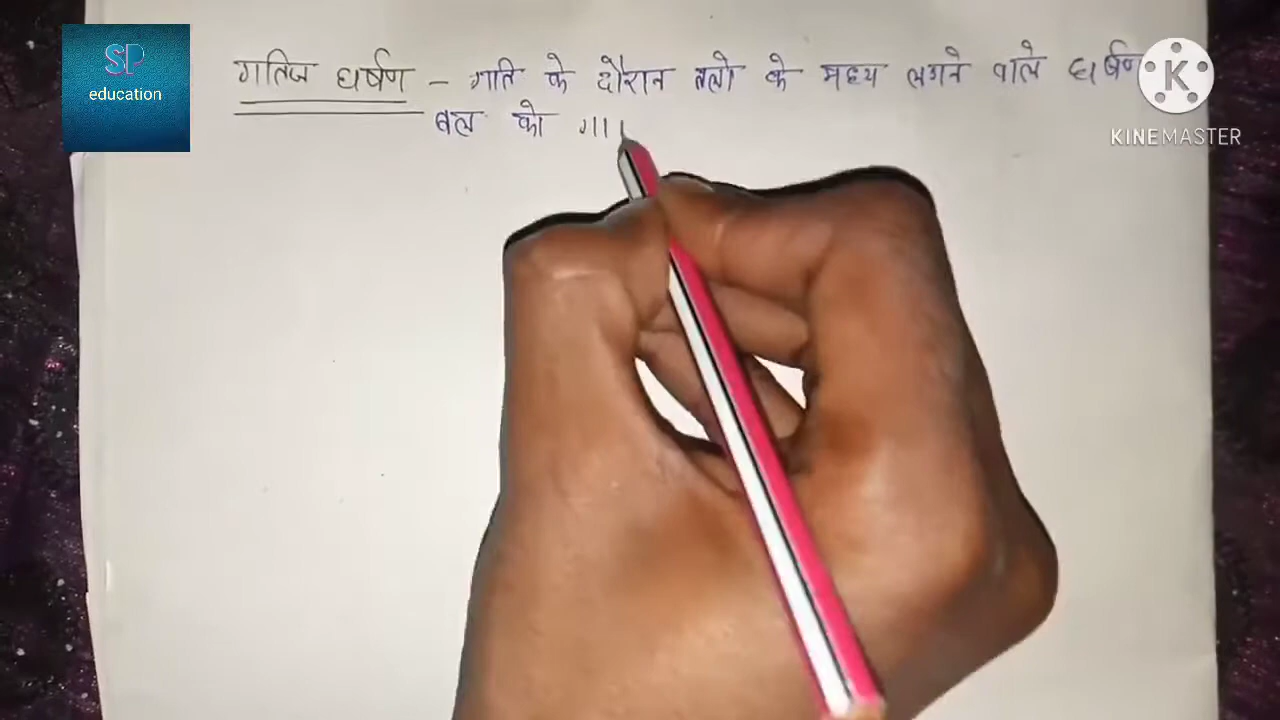 SP
education
गतिज घर्षण - गति के दौरान तलो के मध्य लगने वाले घर्षण
बल को
KINEMASTER